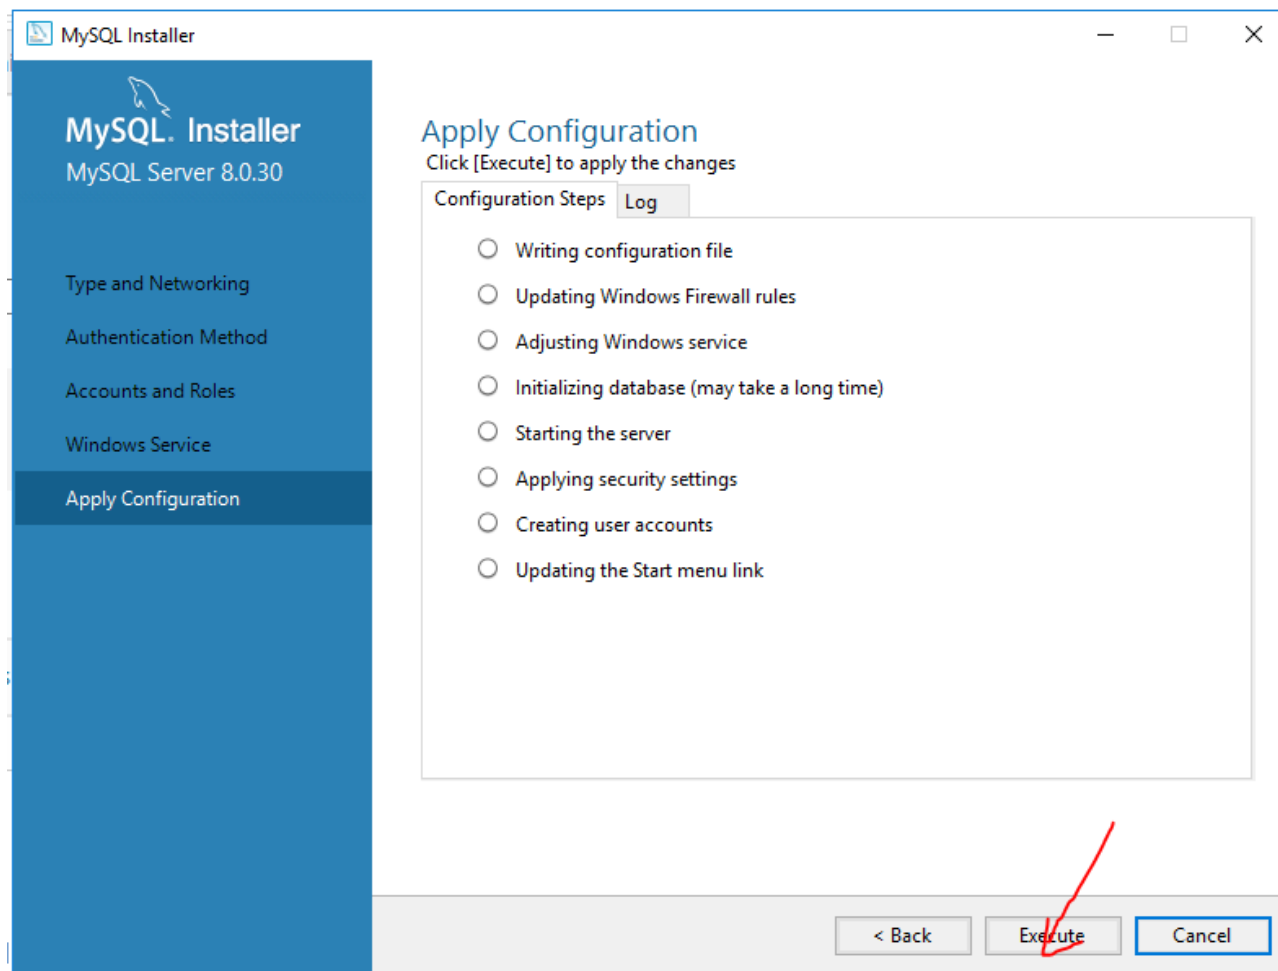 MySQL Installer
MySQL. Installer
MySQL Server 8.0.30
Type and Networking
Authentication Method
Accounts and Roles
Windows Service
Apply Configuration
Apply Configuration
Click [Execute] to apply the changes
Configuration Steps
Log
Writing configuration file
Updating Windows Firewall rules
Adjusting Windows service
Initializing database (may take a long time)
Starting the server
Applying security settings
Creating user accounts
Updating the Start menu link
< Back
Execute
Cancel